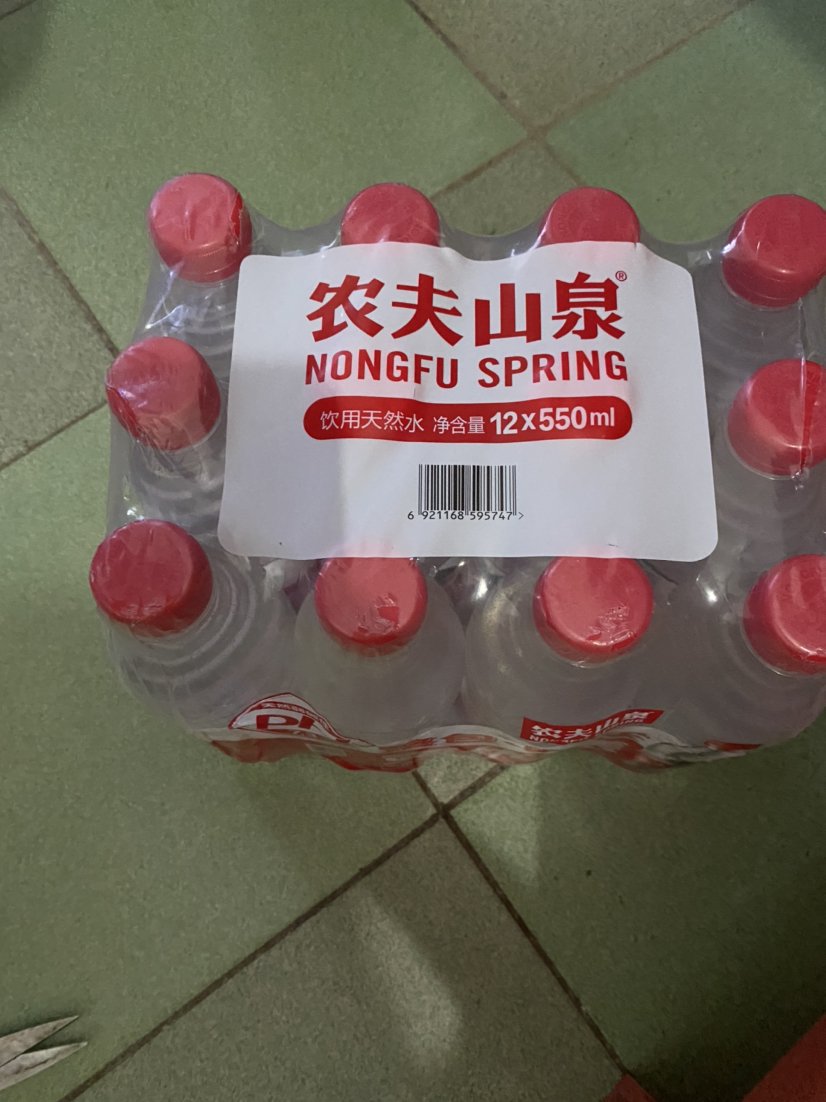 农夫山泉®
NONGFU SPRING
饮用天然水 净含量 12x550ml
6 921168 595747 >
农夫山泉